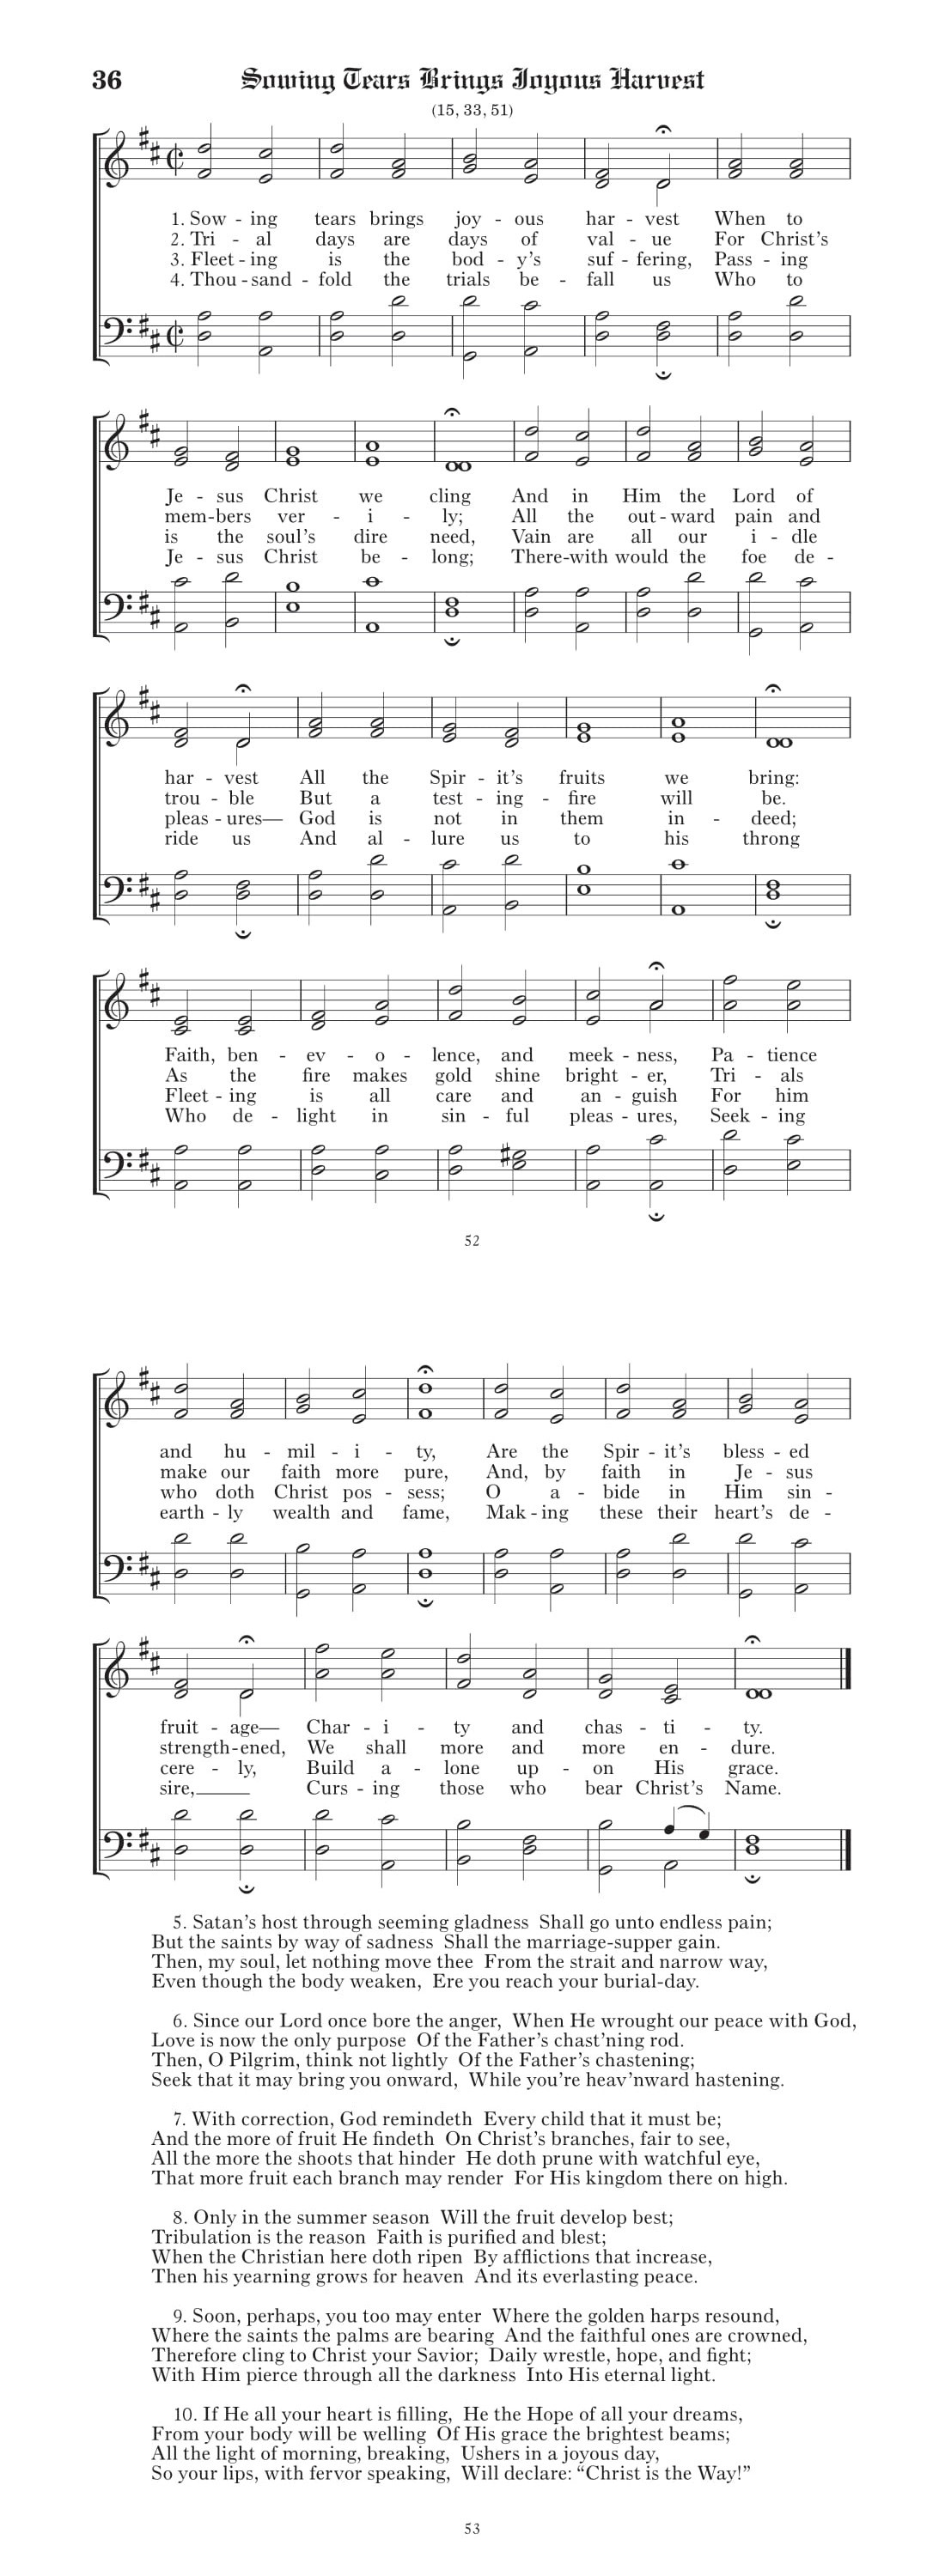 36 Sowing Tears Brings Joyous Harvest
(15, 33, 51)
1. Sow - ing tears brings joy - ous har - vest When to
2. Tri - al days are days of val - ue For Christ's
3. Fleet - ing is the bod - y's suf - fering, Pass - ing
4. Thou - sand - fold the trials be - fall us Who to
Je - sus Christ we cling And in Him the Lord of
mem - bers ver - i - ly; All the out - ward pain and
is the soul's dire need, Vain are all our i - dle
Je - sus Christ be - long; There - with would the foe de -
har - vest All the Spir - it's fruits we bring:
trou - ble But a test - ing - fire will be.
pleas - ures— God is not in them in - deed;
ride us And al - lure us to his throng
Faith, ben - ev - o - lence, and meek - ness, Pa - tience
As the fire makes gold shine bright - er, Tri - als
Fleet - ing is all care and an - guish For him
Who de - light in sin - ful pleas - ures, Seek - ing
52
and hu - mil - i - ty, Are the Spir - it's bless - ed
make our faith more pure, And, by faith in Je - sus
who doth Christ pos - sess; O a - bide in Him sin -
earth - ly wealth and fame, Mak - ing these their heart's de -
fruit - age— Char - i - ty and chas - ti - ty.
strength - ened, We shall more and more en - dure.
cere - ly, Build a - lone up - on His grace.
sire, Curs - ing those who bear Christ's Name.
5. Satan's host through seeming gladness Shall go unto endless pain;
But the saints by way of sadness Shall the marriage-supper gain.
Then, my soul, let nothing move thee From the strait and narrow way,
Even though the body weaken, Ere you reach your burial-day.
6. Since our Lord once bore the anger, When He wrought our peace with God,
Love is now the only purpose Of the Father's chast'ning rod.
Then, O Pilgrim, think not lightly Of the Father's chastening;
Seek that it may bring you onward, While you're heav'nward hastening.
7. With correction, God remindeth Every child that it must be;
And the more of fruit He findeth On Christ's branches, fair to see,
All the more the shoots that hinder He doth prune with watchful eye,
That more fruit each branch may render For His kingdom there on high.
8. Only in the summer season Will the fruit develop best;
Tribulation is the reason Faith is purified and blest;
When the Christian here doth ripen By afflictions that increase,
Then his yearning grows for heaven And its everlasting peace.
9. Soon, perhaps, you too may enter Where the golden harps resound,
Where the saints the palms are bearing And the faithful ones are crowned,
Therefore cling to Christ your Savior; Daily wrestle, hope, and fight;
With Him pierce through all the darkness Into His eternal light.
10. If He all your heart is filling, He the Hope of all your dreams,
From your body will be welling Of His grace the brightest beams;
All the light of morning, breaking, Ushers in a joyous day,
So your lips, with fervor speaking, Will declare: “Christ is the Way!”
53